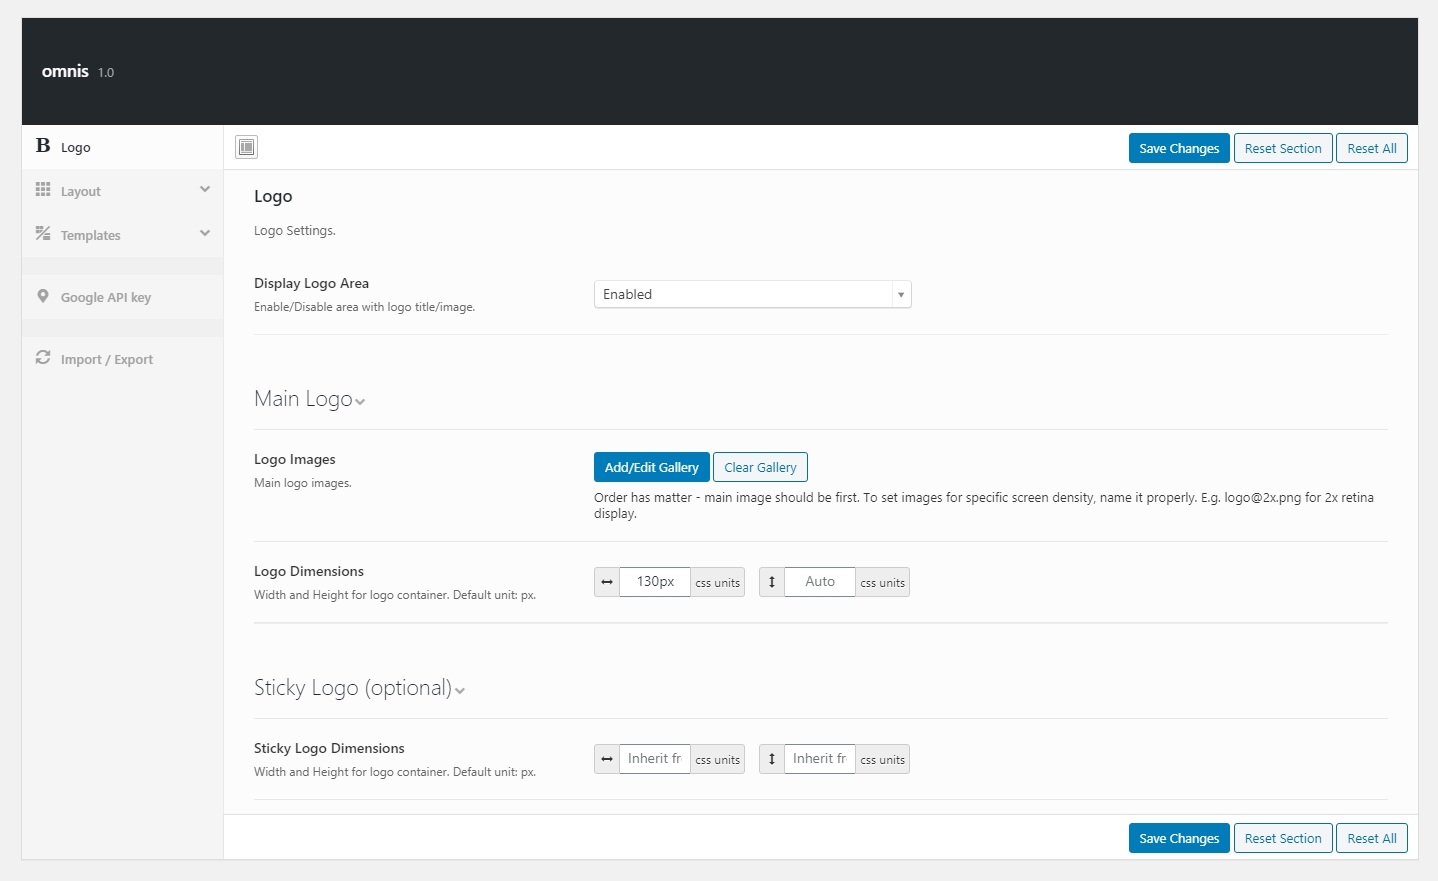 omnis 1.0
Logo
Layout
Templates
Google API key
Import / Export
Save Changes Reset Section Reset All
Logo
Logo Settings.
Display Logo Area
Enable/Disable area with logo title/image.
Enabled
Main Logo
Logo Images
Main logo images.
Add/Edit Gallery Clear Gallery
Order has matter - main image should be first. To set images for specific screen density, name it properly. E.g. logo@2x.png for 2x retina
display.
Logo Dimensions
Width and Height for logo container. Default unit: px.
130px css units Auto css units
Sticky Logo (optional)
Sticky Logo Dimensions
Width and Height for logo container. Default unit: px.
Inherit fr css units Inherit fr css units
Save Changes Reset Section Reset All